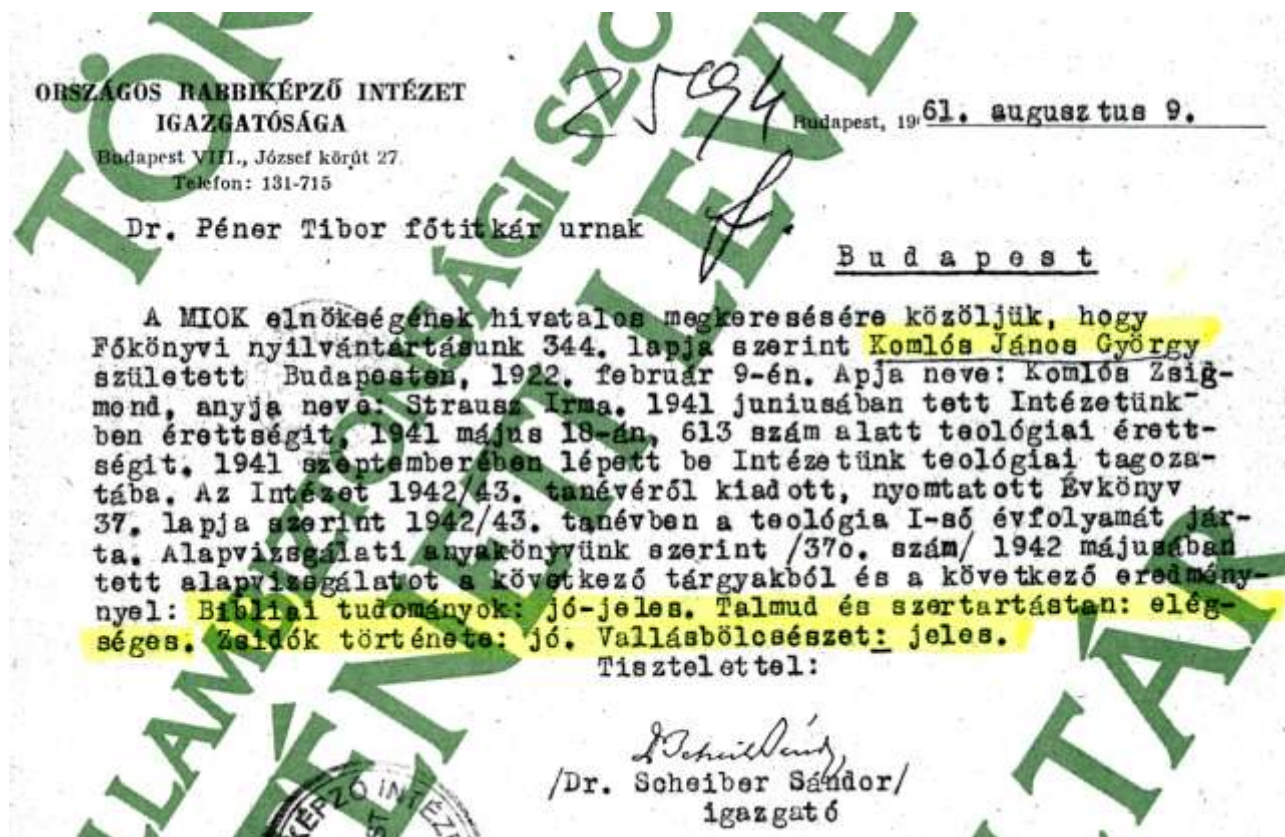 ORSZÁGOS RABBIKÉPZŐ INTÉZET
IGAZGATÓSÁGA
Budapest VIII., József körút 27.
Telefon: 131-715
2594
Budapest, 1961. augusztus 9.
Dr. Péner Tibor főtitkár urnak
Budapest
A MIOK elnökségének hivatalos megkeresésére közöljük, hogy
Főkönyvi nyilvántartásunk 344. lapja szerint Komlós János György
született Budapesten, 1922. február 9-én. Apja neve: Komlós Zsig-
mond, anyja neve: Strausz Irma. 1941 juniusában tett Intézetünk-
ben érettségit, 1941 május 18-án, 613 szám alatt teológiai érett-
ségit. 1941 szeptemberében lépett be Intézetünk teológiai tagoza-
tába. Az Intézet 1942/43. tanévéről kiadott, nyomtatott Évkönyv
37. lapja szerint 1942/43. tanévben a teológia I-ső évfolyamát jár-
ta. Alapvizsgálati anyakönyvünk szerint /37o. szám/ 1942 májusában
tett alapvizsgálatot a következő tárgyakból és a következő eredmény-
nyel: Bibliai tudományok: jó-jeles. Talmud és szertartástan: elég-
séges. Zsidók története: jó. Vallásbölcsészet: jeles.
Tisztelettel:
/Dr. Scheiber Sándor/
igazgató